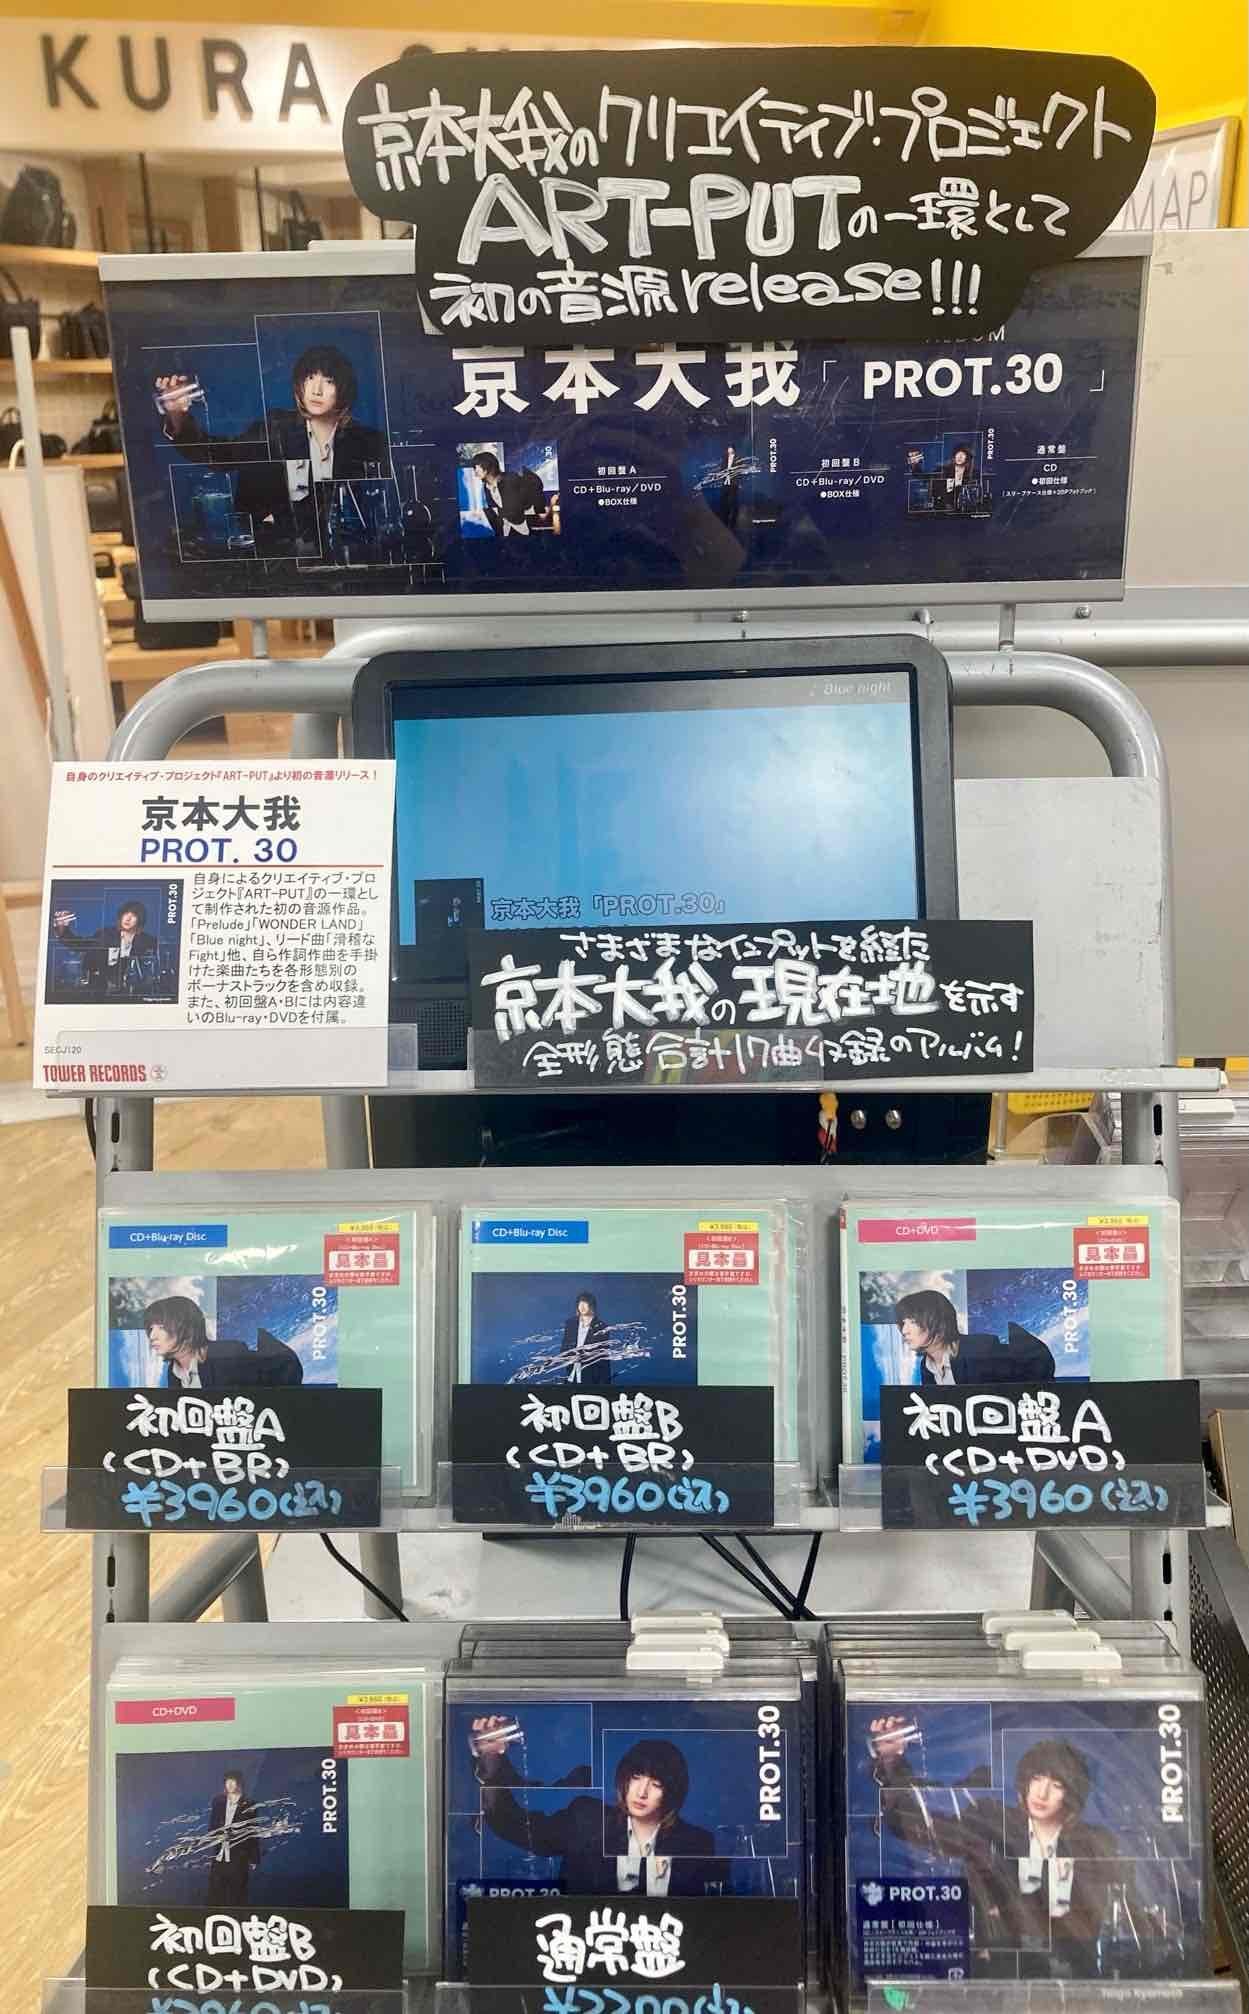 KURA
京本大我のクリエイティブ・プロジェクト
ART-PUTの一環として
初の音源release!!!
MAP
京本大我「PROT.30」
初回盤A
CD+Blu-ray/DVD
●BOX仕様
初回盤B
CD+Blu-ray/DVD
●BOX仕様
通常盤
CD
●初回仕様
♪ Blue night
京本大我「PROT.30」
自身のクリエイティブ・プロジェクト『ART-PUT』より初の音源リリース!
京本大我
PROT. 30
自身によるクリエイティブ・プロ
ジェクト『ART-PUT』の一環とし
て制作された初の音源作品。
「Prelude」「WONDER LAND」
「Blue night」、リード曲「滑稽な
Fight」他、自ら作詞作曲を手掛
けた楽曲たちを各形態別の
ボーナストラックを含め収録。
また、初回盤A・Bには内容違
いのBlu-ray・DVDを付属。
PROT.30
TOWER RECORDS
さまざまなインプットを経た
京本大我の現在地を示す
全形態合計17曲収録のアルバム!
CD+Blu-ray Disc
見本品
PROT.30
初回盤A
(CD+BR)
¥3960(込)
CD+Blu-ray Disc
見本品
PROT.30
初回盤B
(CD+BR)
¥3960(込)
CD+DVD
見本品
PROT.30
初回盤A
(CD+DVD)
¥3960(込)
CD+DVD
見本品
PROT.30
初回盤B
(CD+DVD)
PROT.30
PROT.30
通常盤
PROT.30
PROT.30
通常盤[初回仕様]
Taiga Kyomoto